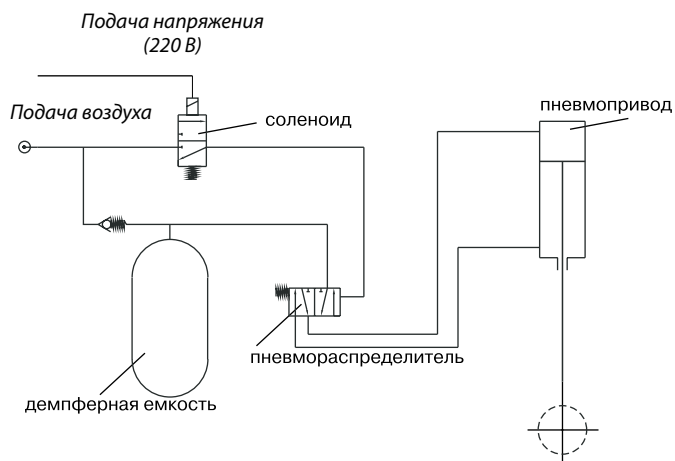 Подача напряжения
(220 В)
Подача воздуха
соленоид
пневмопривод
пневмораспределитель
демпферная емкость